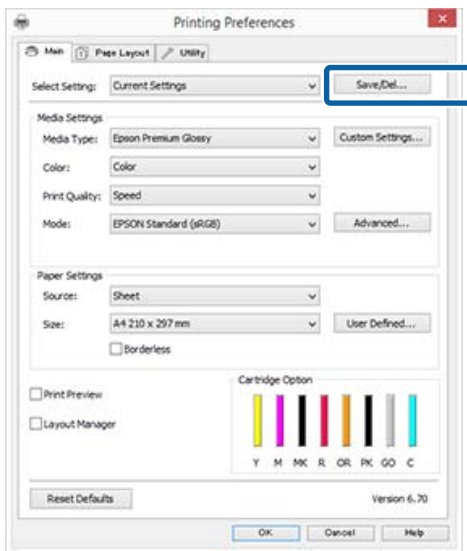 Printing Preferences
Main Page Layout Utility
Select Setting: Current Settings Save/Del...
Media Settings
Media Type: Epson Premium Glossy Custom Settings...
Color: Color
Print Quality: Speed
Mode: EPSON Standard (sRGB) Advanced...
Paper Settings
Source: Sheet
Size: A4 210 x 297 mm User Defined...
Borderless
Print Preview
Layout Manager
Cartridge Option
Y M MK R OR PK GO C
Reset Defaults Version 6.70
OK Cancel Help